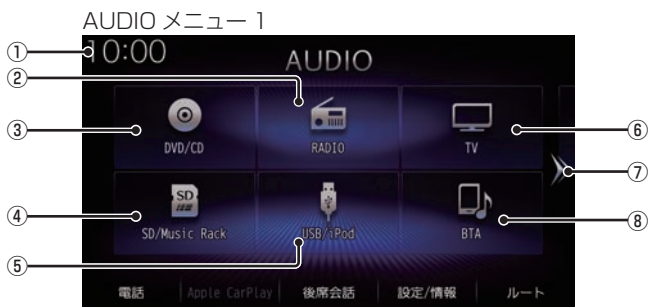 AUDIO メニュー 1
①
10:00
AUDIO
②
③
DVD/CD
RADIO
TV
⑥
⑦
④
SD
SD/Music Rack
USB/iPod
BTA
⑧
⑤
電話
Apple CarPlay
後席会話
設定/情報
ルート